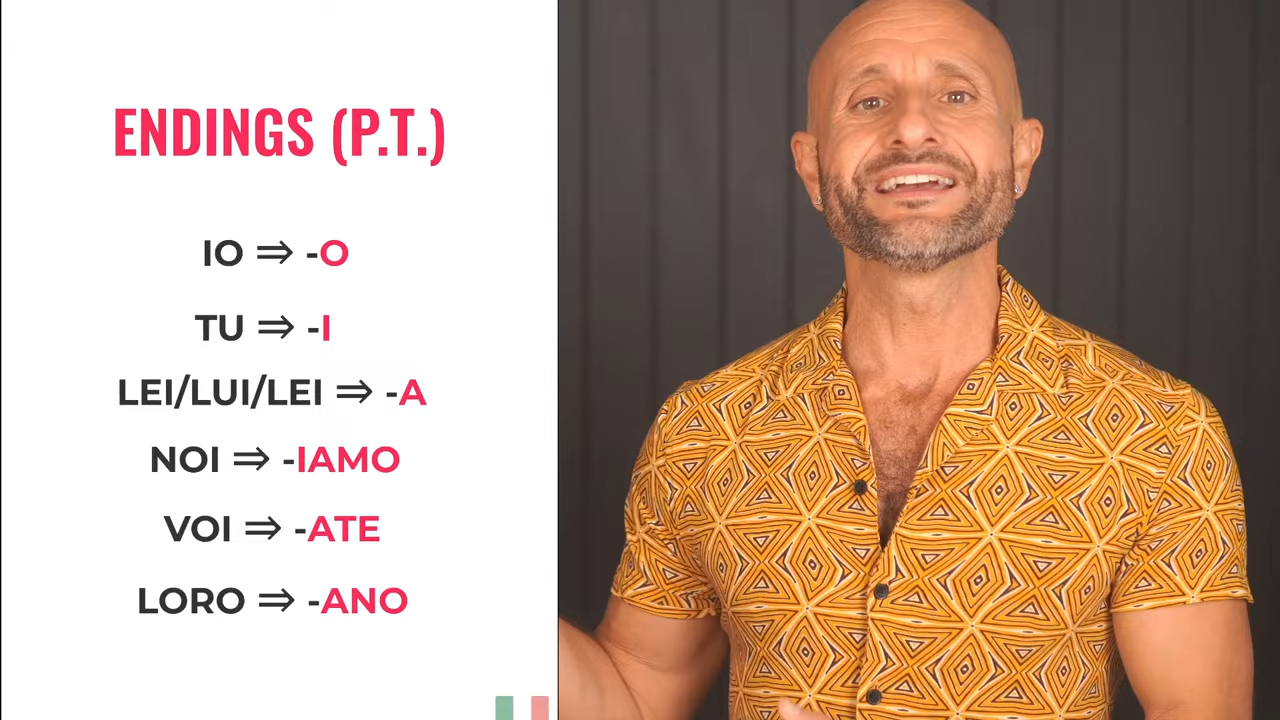 ENDINGS (P.T.)
IO ⇒ -O
TU ⇒ -I
LEI/LUI/LEI ⇒ -A
NOI ⇒ -IAMO
VOI ⇒ -ATE
LORO ⇒ -ANO